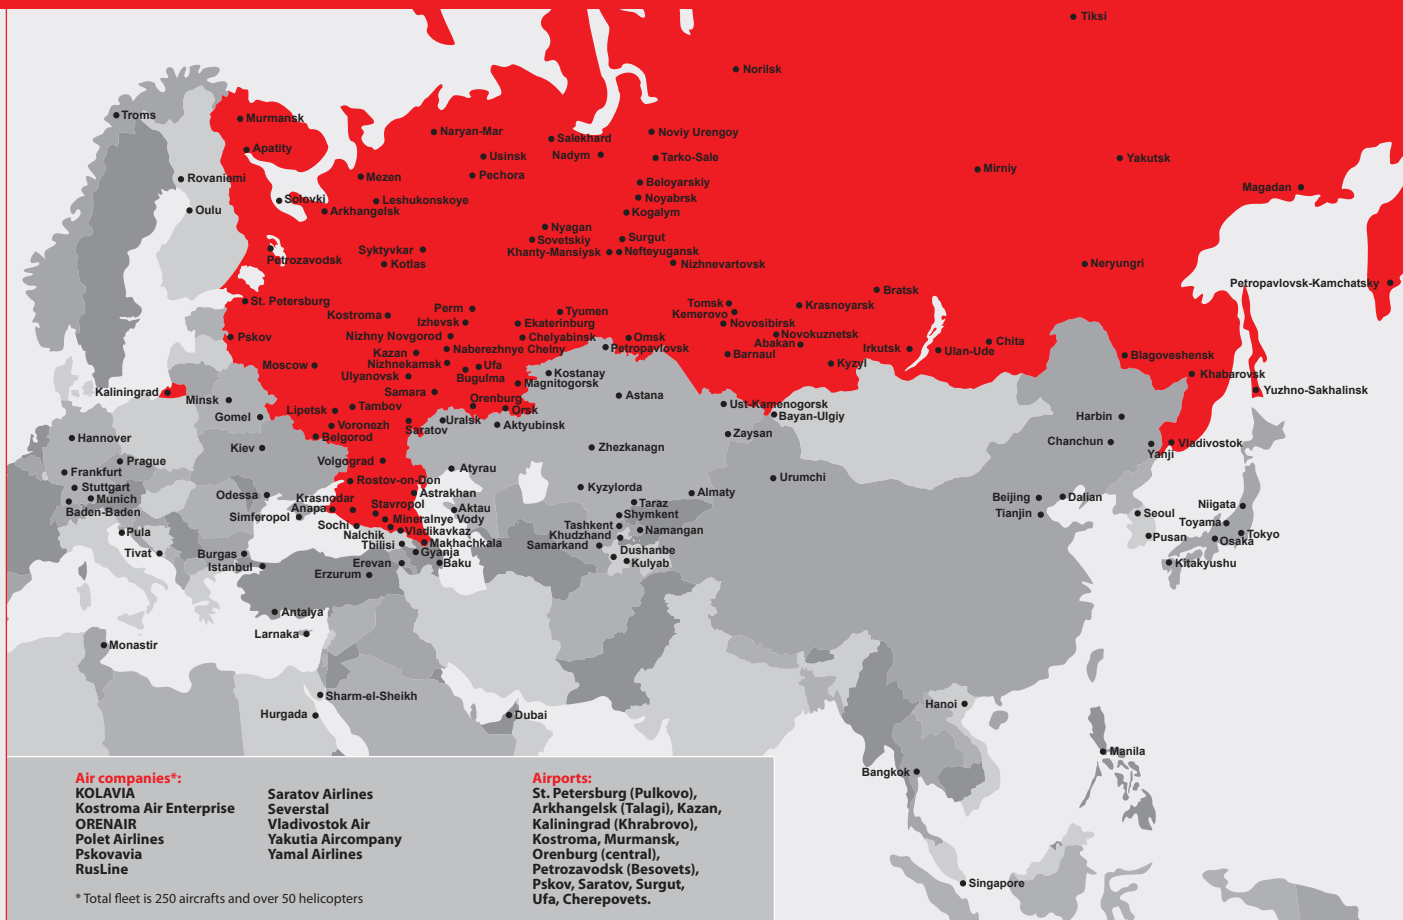 Tiksi
Norilsk
Troms
Murmansk
Naryan-Mar
Salekhard
Noviy Urengoy
Apatity
Usinsk
Nadym
Tarko-Sale
Yakutsk
Mirniy
Rovaniemi
Mezen
Pechora
Beloyarskiy
Magadan
Solovki
Leshukonskoye
Noyabrsk
Oulu
Arkhangelsk
Kogalym
Nyagan
Sovetskiy
Surgut
Syktyvkar
Khanty-Mansiysk
Nefteyugansk
Petrozavodsk
Kotlas
Nizhnevartovsk
Neryungri
Petropavlovsk-Kamchatsky
Bratsk
St. Petersburg
Perm
Tyumen
Tomsk
Krasnoyarsk
Kostroma
Kemerovo
Izhevsk
Ekaterinburg
Novosibirsk
Pskov
Nizhny Novgorod
Chelyabinsk
Omsk
Novokuznetsk
Abakan
Chita
Kazan
Naberezhnye Chelny
Petropavlovsk
Barnaul
Irkutsk
Ulan-Ude
Blagoveshensk
Moscow
Nizhnekamsk
Ufa
Kyzyl
Ulyanovsk
Bugulma
Kostanay
Khabarovsk
Magnitogorsk
Kaliningrad
Minsk
Samara
Orenburg
Astana
Yuzhno-Sakhalinsk
Lipetsk
Tambov
Orsk
Ust-Kamenogorsk
Gomel
Uralsk
Aktyubinsk
Bayan-Ulgiy
Harbin
Voronezh
Saratov
Hannover
Belgorod
Zaysan
Chanchun
Vladivostok
Kiev
Zhezkanagn
Yanji
Prague
Volgograd
Frankfurt
Atyrau
Urumchi
Stuttgart
Rostov-on-Don
Kyzylorda
Almaty
Munich
Odessa
Krasnodar
Astrakhan
Beijing
Dalian
Baden-Baden
Anapa
Stavropol
Aktau
Taraz
Niigata
Simferopol
Mineralnye Vody
Shymkent
Tianjin
Seoul
Sochi
Tashkent
Toyama
Pula
Nalchik
Vladikavkaz
Khudzhand
Namangan
Tokyo
Tbilisi
Makhachkala
Samarkand
Pusan
Osaka
Tivat
Burgas
Gyanja
Dushanbe
Istanbul
Erevan
Baku
Kulyab
Kitakyushu
Erzurum
Antalya
Larnaka
Monastir
Sharm-el-Sheikh
Hurgada
Dubai
Hanoi
Manila
Bangkok
Singapore
Air companies*:
KOLAVIA
Kostroma Air Enterprise
ORENAIR
Polet Airlines
Pskovavia
RusLine
Saratov Airlines
Severstal
Vladivostok Air
Yakutia Aircompany
Yamal Airlines
* Total fleet is 250 aircrafts and over 50 helicopters
Airports:
St. Petersburg (Pulkovo),
Arkhangelsk (Talagi), Kazan,
Kaliningrad (Khrabrovo),
Kostroma, Murmansk,
Orenburg (central),
Petrozavodsk (Besovets),
Pskov, Saratov, Surgut,
Ufa, Cherepovets.